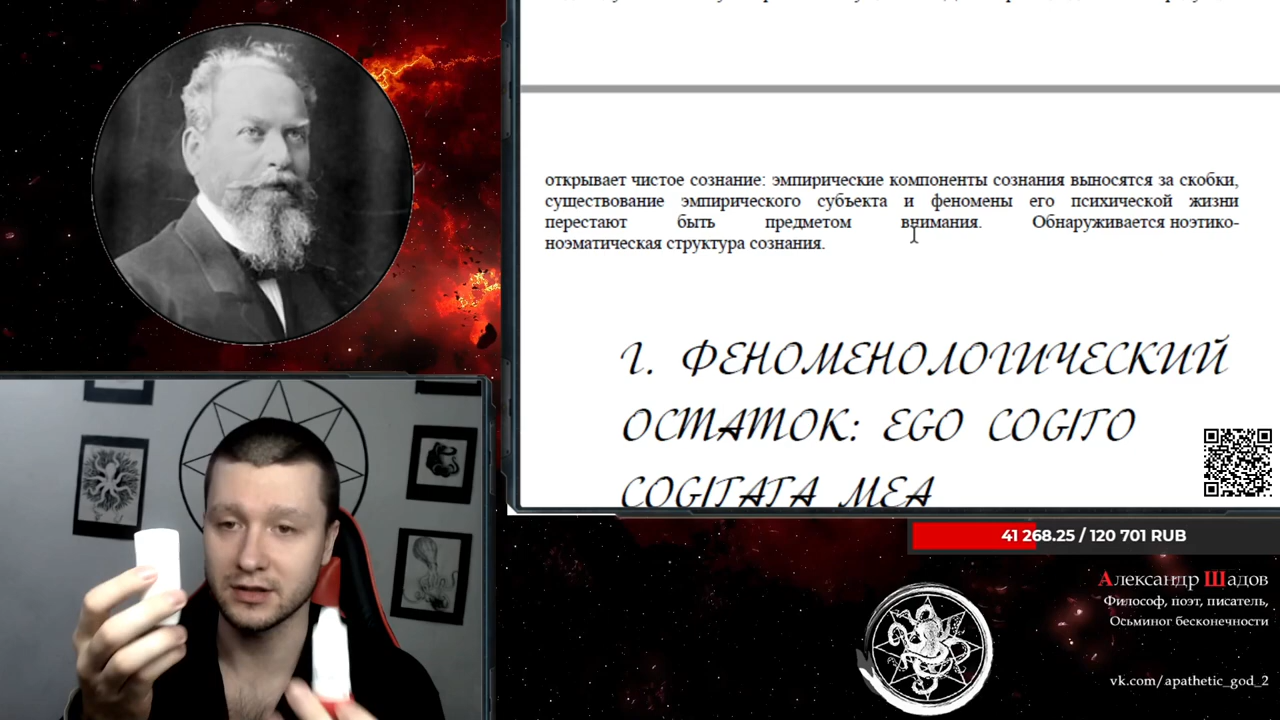 открывает чистое сознание: эмпирические компоненты сознания выносятся за скобки,
существование эмпирического субъекта и феномены его психической жизни
перестают быть предметом внимания. Обнаруживается ноэтико-
ноэматическая структура сознания.
Г. ФЕНОМЕНОЛОГИЧЕСКИЙ
ОСТАТОК: EGO COGITO
COGITATA MEA
41 268.25 / 120 701 RUB
Александр Шадов
Философ, поэт, писатель,
Осьминог бесконечности
vk.com/apathetic_god_2